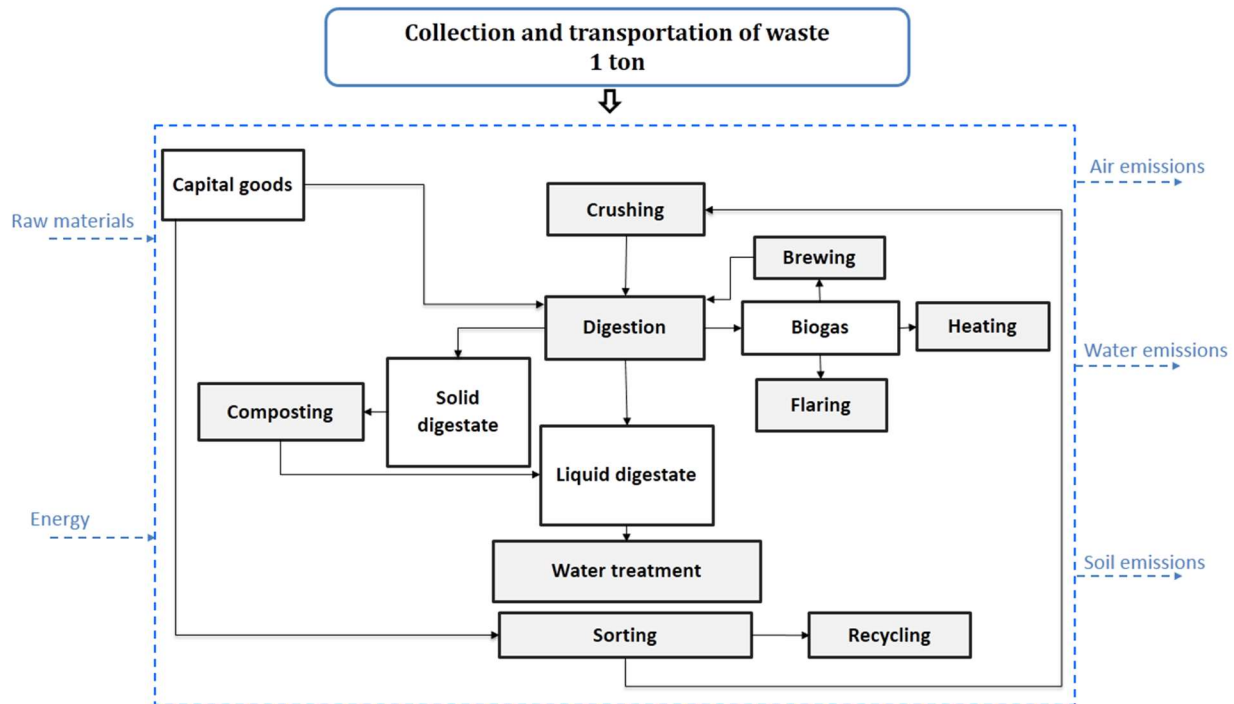 Collection and transportation of waste
1 ton
Capital goods
Air emissions
Raw materials
Crushing
Brewing
Digestion
Biogas
Heating
Water emissions
Solid
digestate
Composting
Flaring
Liquid digestate
Energy
Water treatment
Soil emissions
Sorting
Recycling